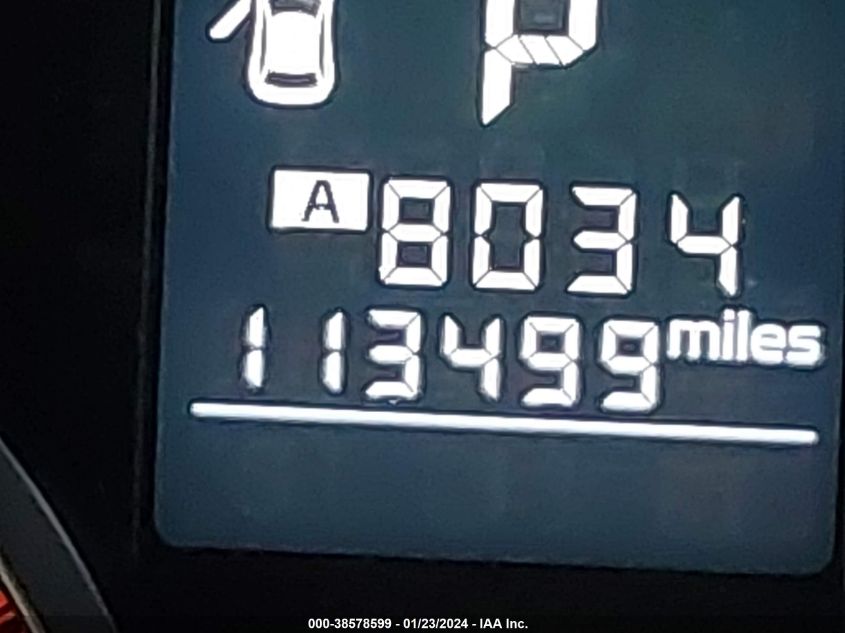 P
A 8034
113499 miles
000-38578599 - 01/23/2024 - IAA Inc.